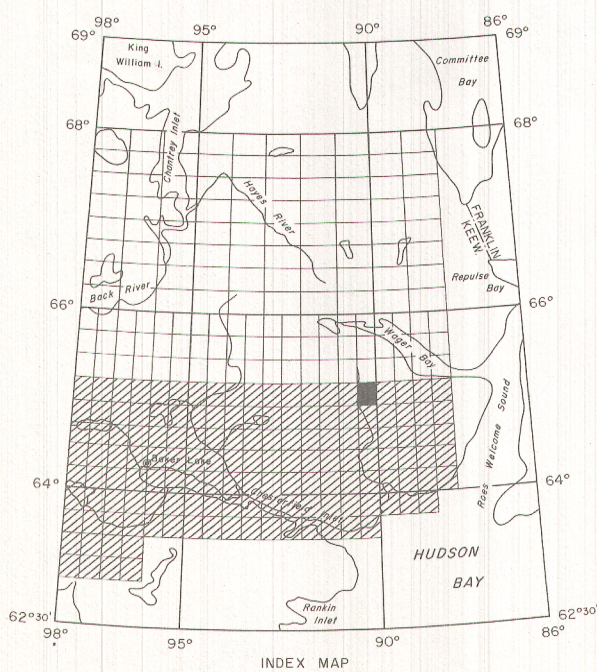 98° 95° 90° 86°
69° 69°
King
William I.
Committee
Bay
68° 68°
Chantrey Inlet
Hayes
River
FRANKLIN
KEEW.
Repulse
Bay
Back River
66° 66°
Wager Bay
Roes Welcome Sound
Baker Lake
64° 64°
Chesterfield Inlet
HUDSON
BAY
Rankin
Inlet
62°30' 62°30'
98° 95° 90° 86°
INDEX MAP